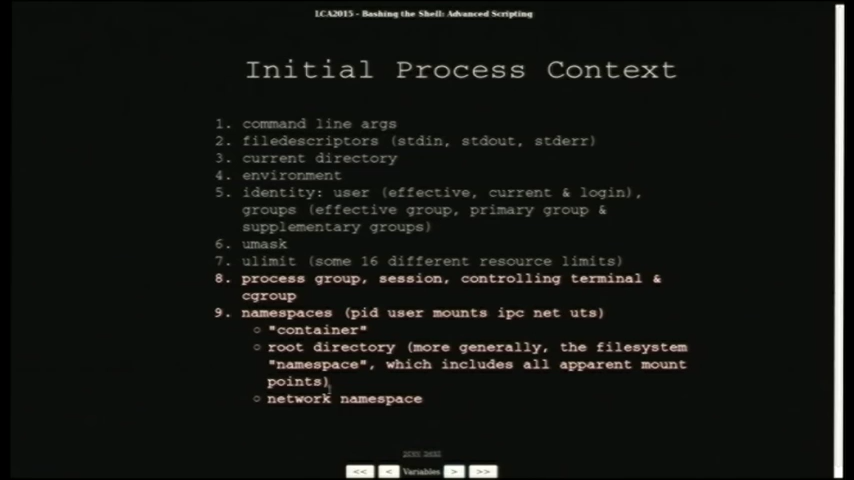 LCA2015 - Bashing the Shell: Advanced Scripting
Initial Process Context
1. command line args
2. filedescriptors (stdin, stdout, stderr)
3. current directory
4. environment
5. identity: user (effective, current & login),
groups (effective group, primary group &
supplementary groups)
6. umask
7. ulimit (some 16 different resource limits)
8. process group, session, controlling terminal &
cgroup
9. namespaces (pid user mounts ipc net uts)
○ "container"
○ root directory (more generally, the filesystem
"namespace", which includes all apparent mount
points)
○ network namespace
<< < Variables > >>